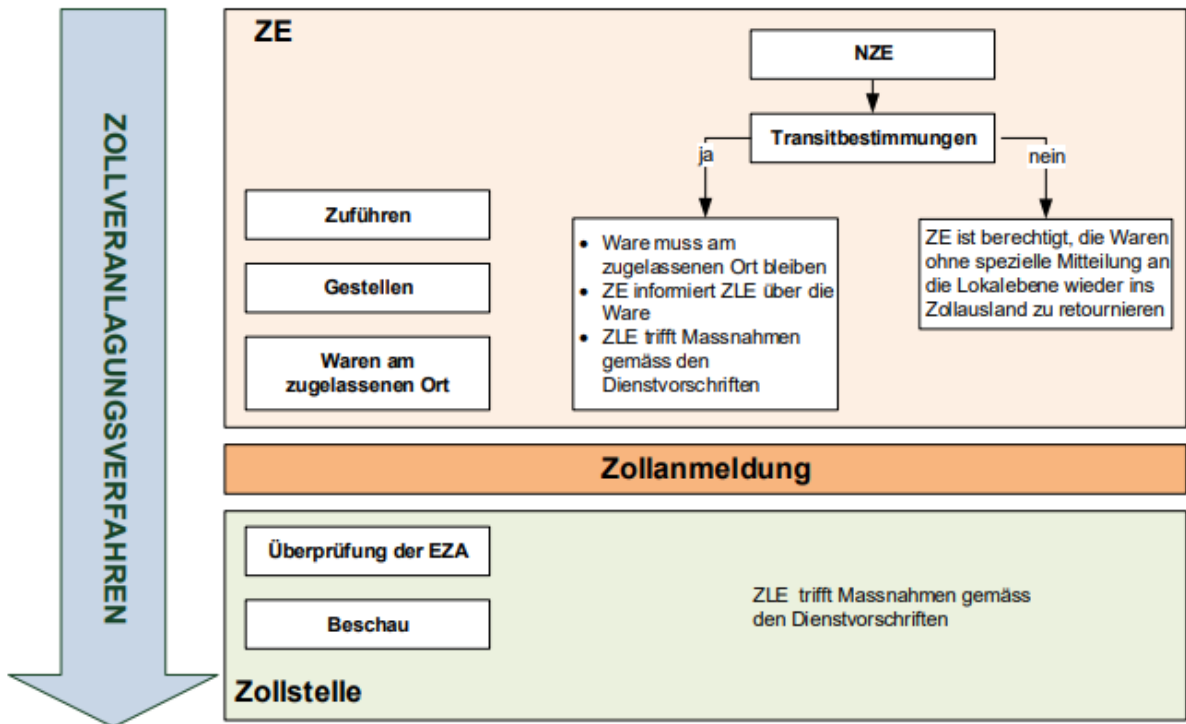 ZOLLVERANLAGUNGSVERFAHREN
ZE
NZE
Transitbestimmungen
ja
nein
Zuführen
Gestellen
Waren am
zugelassenen Ort
• Ware muss am
zugelassenen Ort bleiben
• ZE informiert ZLE über die
Ware
• ZLE trifft Massnahmen
gemäss den
Dienstvorschriften
ZE ist berechtigt, die Waren
ohne spezielle Mitteilung an
die Lokalebene wieder ins
Zollausland zu retournieren
Zollanmeldung
Überprüfung der EZA
Beschau
ZLE trifft Massnahmen gemäss
den Dienstvorschriften
Zollstelle